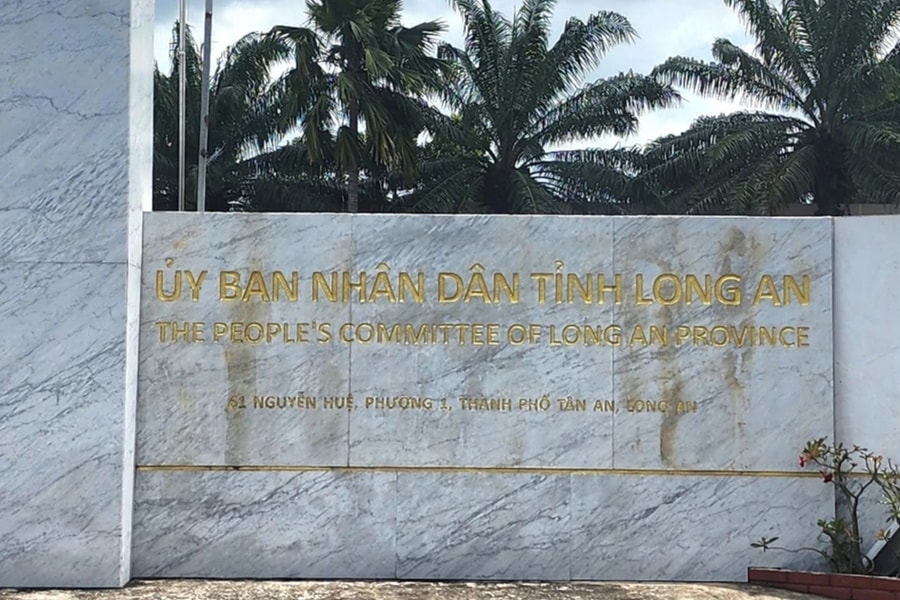 ỦY BAN NHÂN DÂN TỈNH LONG AN
THE PEOPLE'S COMMITTEE OF LONG AN PROVINCE
61 NGUYỄN HUỆ, PHƯỜNG 1, THÀNH PHỐ TÂN AN, LONG AN